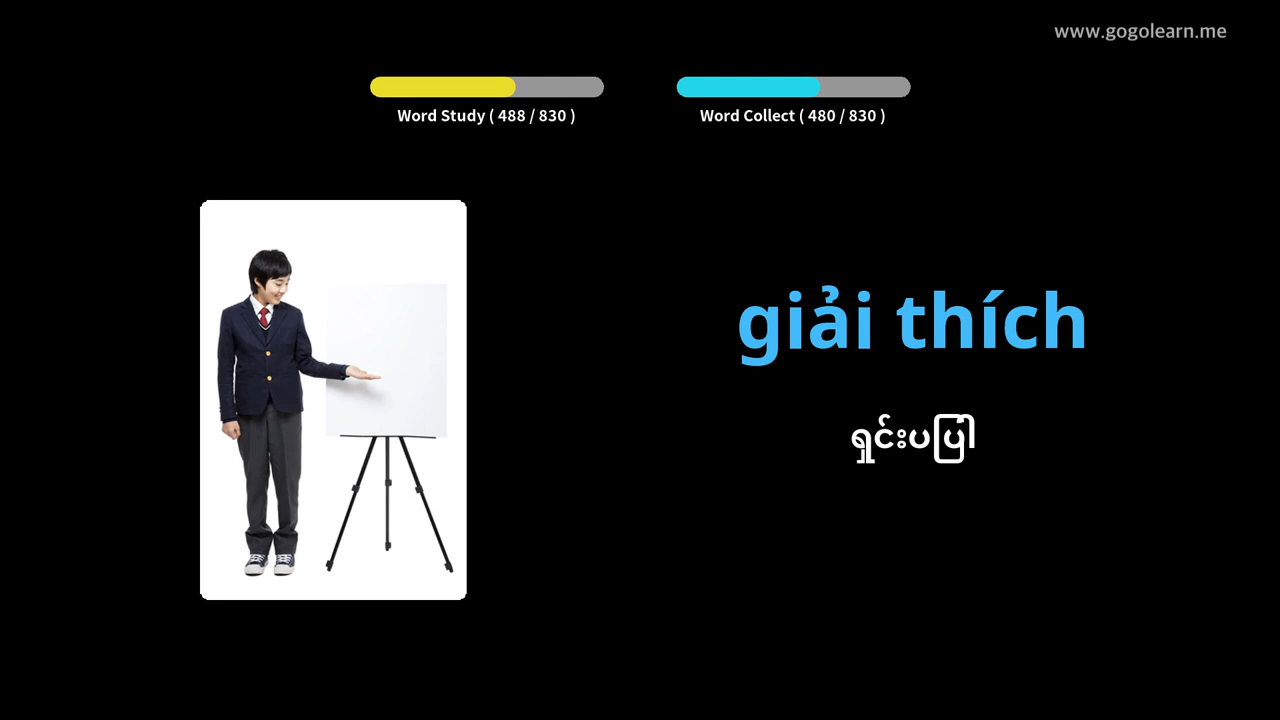 www.gogolearn.me
Word Study ( 488 / 830 )
Word Collect ( 480 / 830 )
giải thích
ရှင်းပပြါ